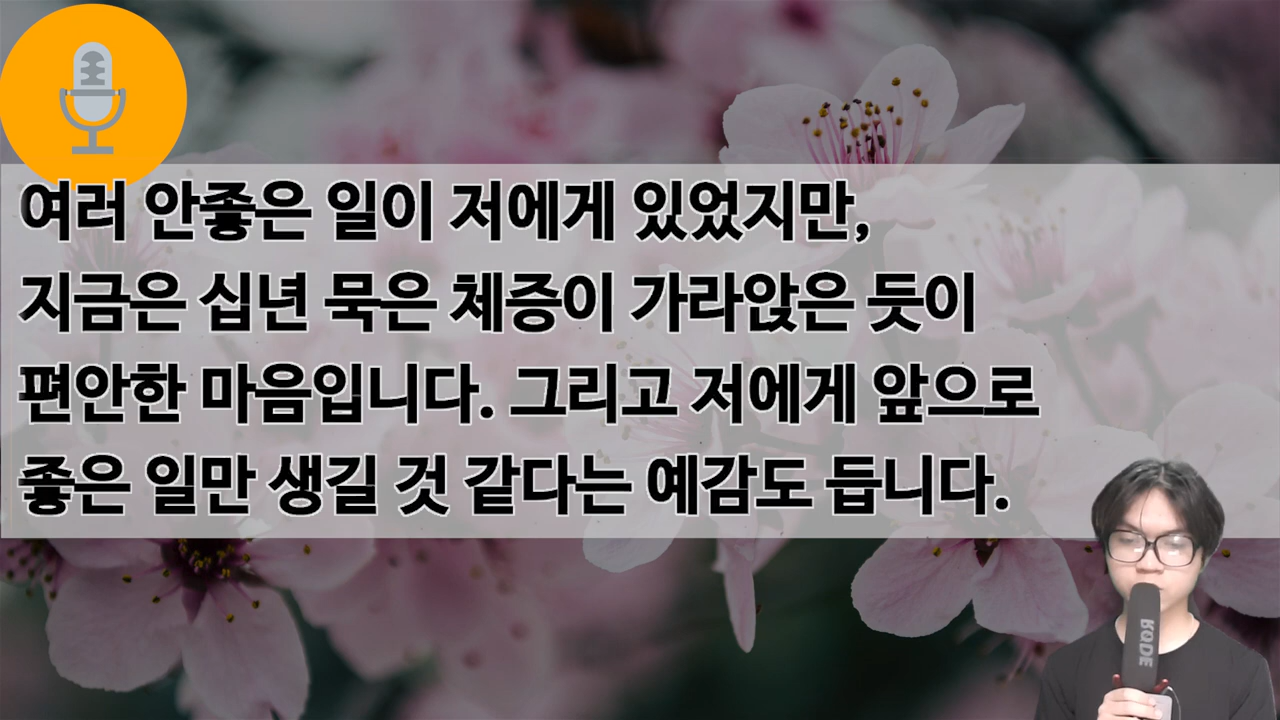 여러 안좋은 일이 저에게 있었지만,
지금은 십년 묵은 체증이 가라앉은 듯이
편안한 마음입니다. 그리고 저에게 앞으로
좋은 일만 생길 것 같다는 예감도 듭니다.
RODE